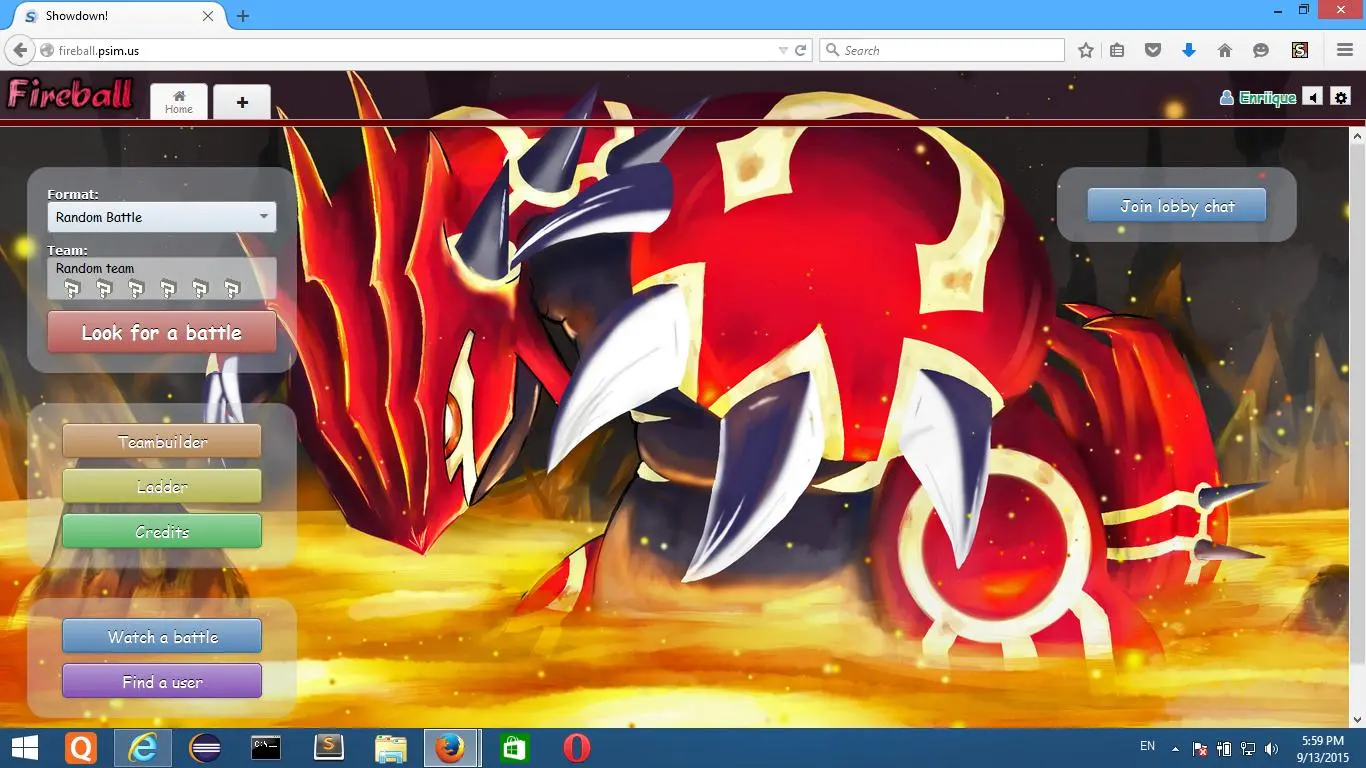 Showdown!
fireball.psim.us
Search
Fireball
Home
Enriique
Format:
Random Battle
Team:
Random team
Look for a battle
Join lobby chat
Teambuilder
Ladder
Credits
Watch a battle
Find a user
EN
5:59 PM
9/13/2015